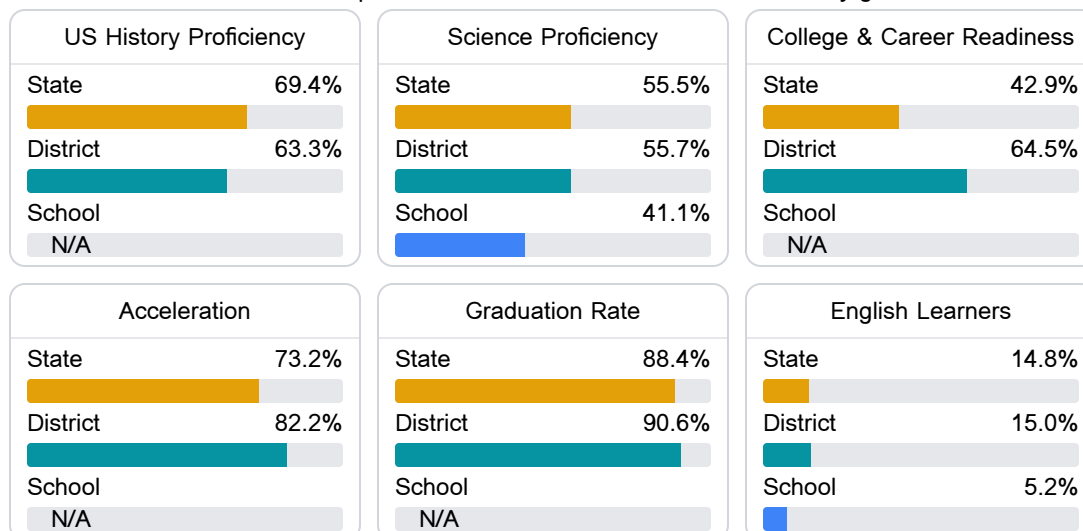 US History Proficiency
State 69.4%
District 63.3%
School
N/A
Science Proficiency
State 55.5%
District 55.7%
School 41.1%
College & Career Readiness
State 42.9%
District 64.5%
School
N/A
Acceleration
State 73.2%
District 82.2%
School
N/A
Graduation Rate
State 88.4%
District 90.6%
School
N/A
English Learners
State 14.8%
District 15.0%
School 5.2%